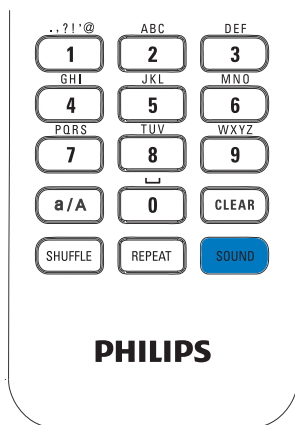 .,?!'@ ABC DEF
1 2 3
GHI JKL MNO
4 5 6
PQRS TUV WXYZ
7 8 9
a/A 0 CLEAR
SHUFFLE REPEAT SOUND
PHILIPS